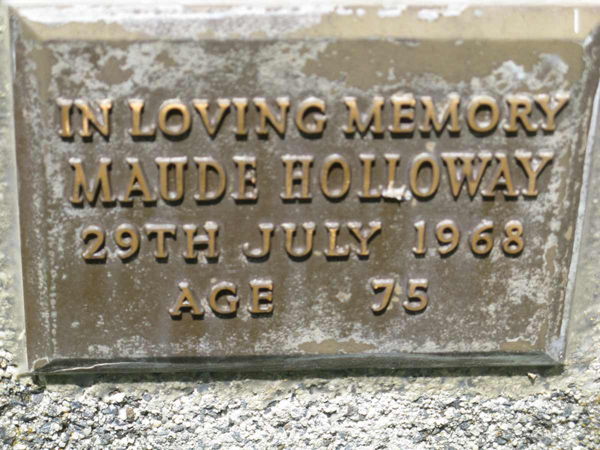 IN LOVING MEMORY
MAUDE HOLLOWAY
29TH JULY 1968
AGE 75